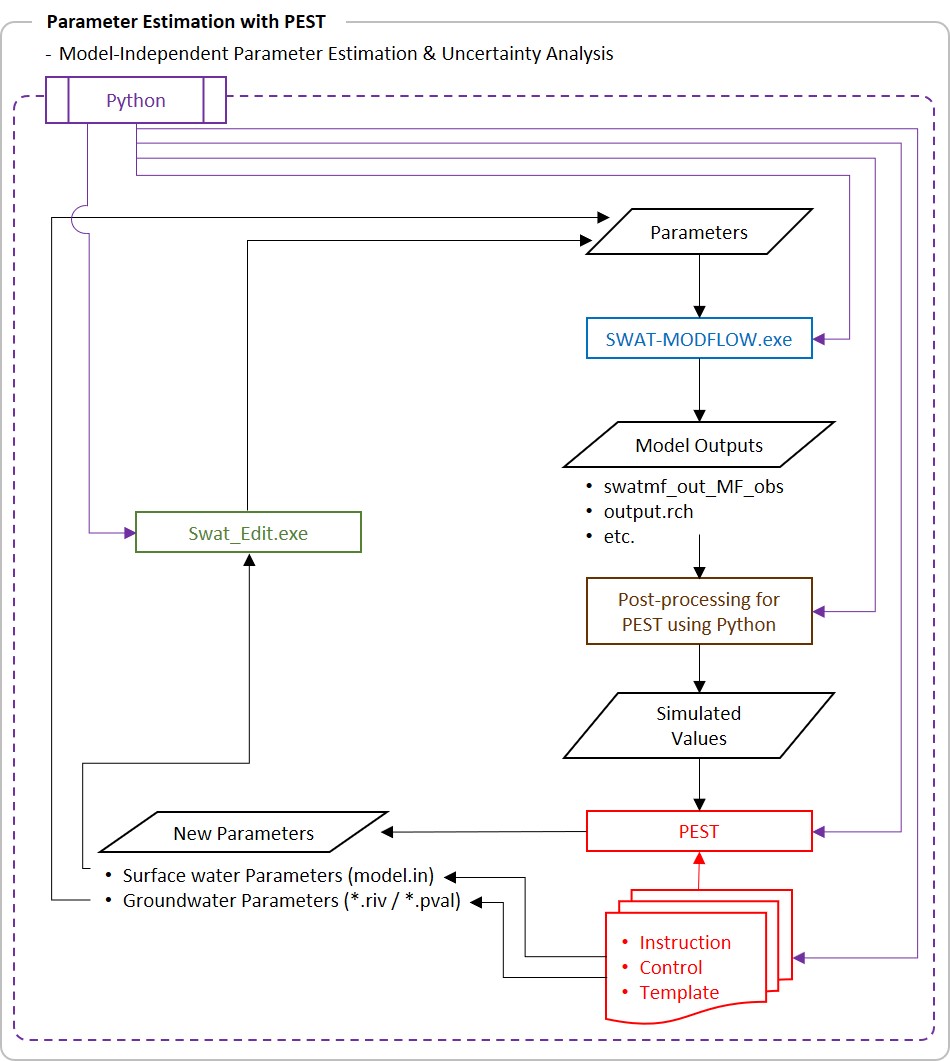 Parameter Estimation with PEST
- Model-Independent Parameter Estimation & Uncertainty Analysis
Python
Parameters
SWAT-MODFLOW.exe
Model Outputs
• swatmf_out_MF_obs
• output.rch
• etc.
Swat_Edit.exe
Post-processing for
PEST using Python
Simulated
Values
PEST
New Parameters
• Surface water Parameters (model.in)
• Groundwater Parameters (*.riv / *.pval)
• Instruction
• Control
• Template